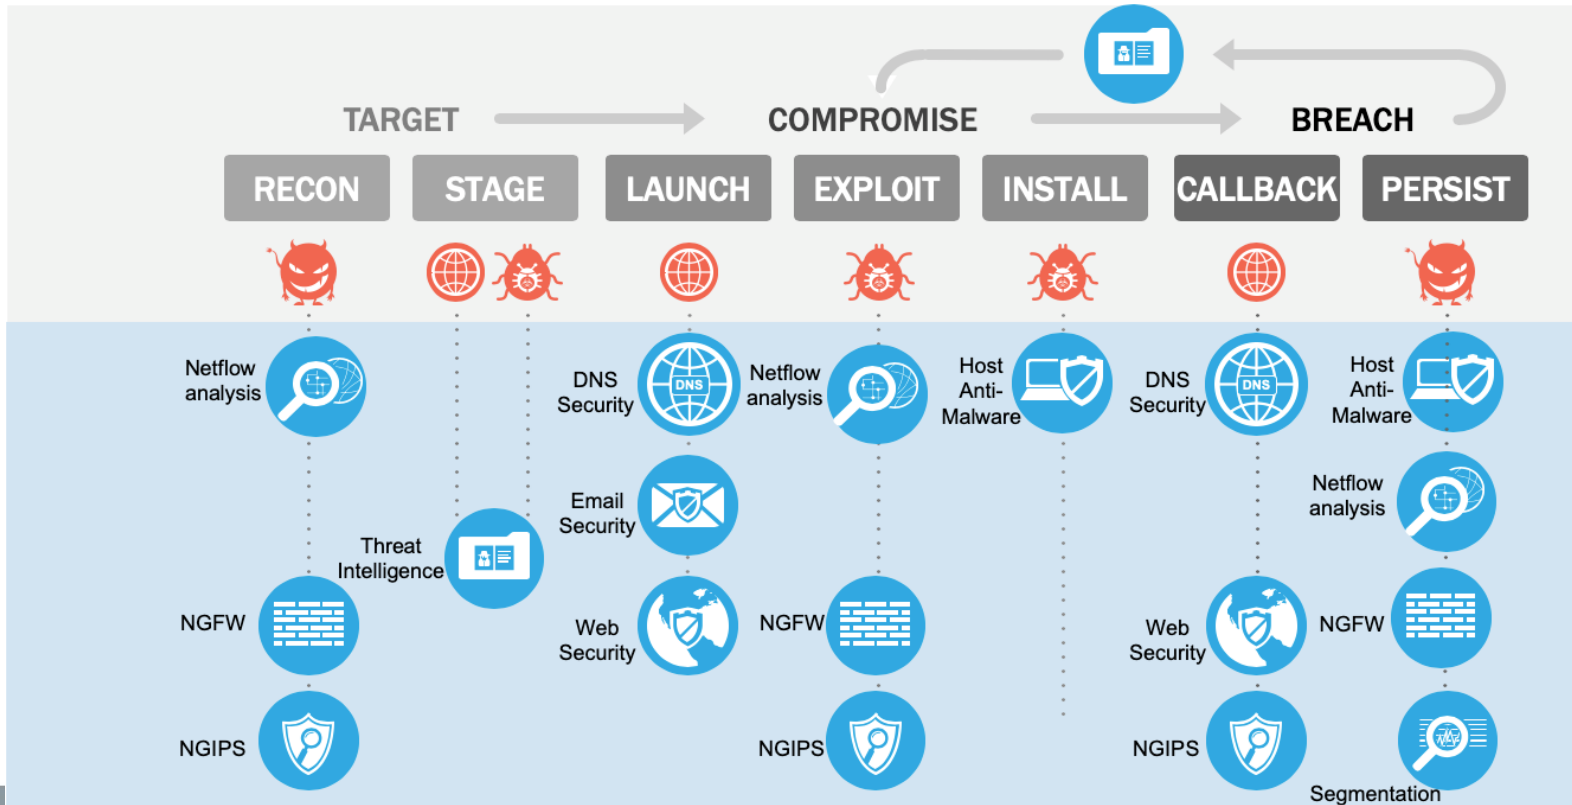 TARGET
COMPROMISE
BREACH
RECON
STAGE
LAUNCH
EXPLOIT
INSTALL
CALLBACK
PERSIST
Netflow
analysis
NGFW
NGIPS
Threat
Intelligence
DNS
Security
DNS
Email
Security
Web
Security
Netflow
analysis
NGFW
NGIPS
Host
Anti-
Malware
DNS
Security
DNS
Web
Security
NGIPS
Host
Anti-
Malware
Netflow
analysis
NGFW
Segmentation